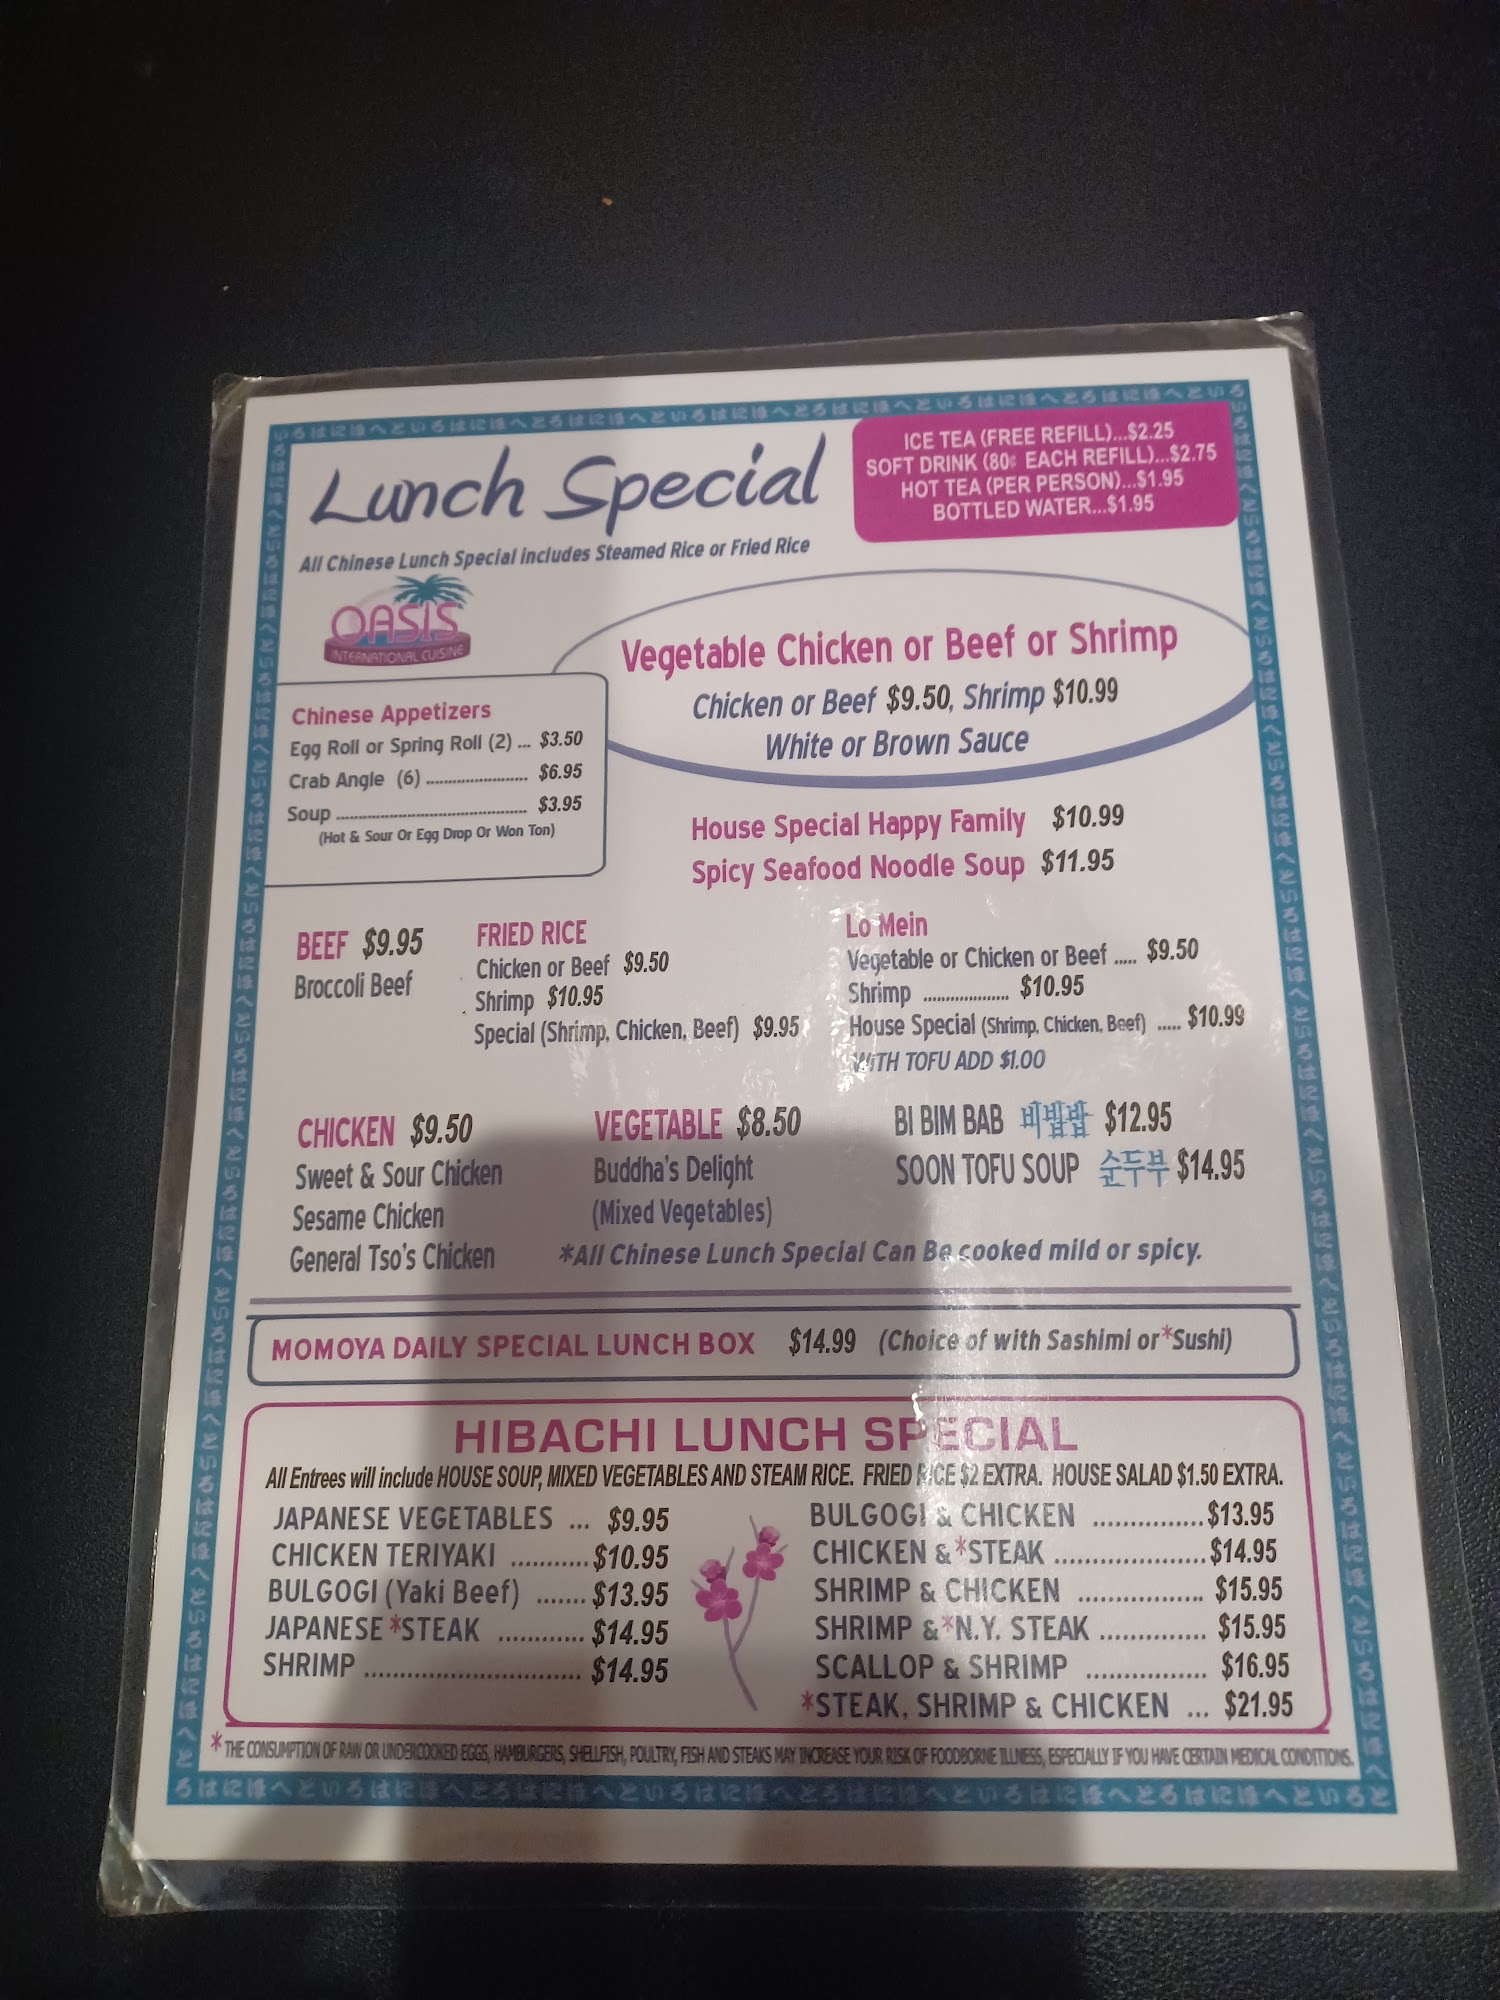 Lunch Special
All Chinese Lunch Special includes Steamed Rice or Fried Rice
ICE TEA (FREE REFILL)...$2.25
SOFT DRINK (80¢ EACH REFILL)...$2.75
HOT TEA (PER PERSON)...$1.95
BOTTLED WATER...$1.95
OASIS
INTERNATIONAL CUISINE
Vegetable Chicken or Beef or Shrimp
Chicken or Beef $9.50, Shrimp $10.99
White or Brown Sauce
Chinese Appetizers
Egg Roll or Spring Roll (2) ... $3.50
Crab Angle (6) ........................ $6.95
Soup ............................................ $3.95
(Hot & Sour Or Egg Drop Or Won Ton)
House Special Happy Family $10.99
Spicy Seafood Noodle Soup $11.95
BEEF $9.95
Broccoli Beef
FRIED RICE
Chicken or Beef $9.50
Shrimp $10.95
Special (Shrimp, Chicken, Beef) $9.95
Lo Mein
Vegetable or Chicken or Beef ..... $9.50
Shrimp ................... $10.95
House Special (Shrimp, Chicken, Beef) ..... $10.99
WITH TOFU ADD $1.00
CHICKEN $9.50
Sweet & Sour Chicken
Sesame Chicken
General Tso's Chicken
VEGETABLE $8.50
Buddha's Delight
(Mixed Vegetables)
BI BIM BAB 비빔밥 $12.95
SOON TOFU SOUP 순두부 $14.95
*All Chinese Lunch Special Can Be cooked mild or spicy.
MOMOYA DAILY SPECIAL LUNCH BOX $14.99 (Choice of with Sashimi or *Sushi)
HIBACHI LUNCH SPECIAL
All Entrees will include HOUSE SOUP, MIXED VEGETABLES AND STEAM RICE. FRIED RICE $2 EXTRA. HOUSE SALAD $1.50 EXTRA.
JAPANESE VEGETABLES ... $9.95
CHICKEN TERIYAKI ........... $10.95
BULGOGI (Yaki Beef) ....... $13.95
JAPANESE *STEAK ............ $14.95
SHRIMP .............................. $14.95
BULGOGI & CHICKEN ............... $13.95
CHICKEN & *STEAK ..................... $14.95
SHRIMP & CHICKEN .................. $15.95
SHRIMP & *N.Y. STEAK ............... $15.95
SCALLOP & SHRIMP ................. $16.95
*STEAK, SHRIMP & CHICKEN ... $21.95
* THE CONSUMPTION OF RAW OR UNDERCOOKED EGGS, HAMBURGERS, SHELLFISH, POULTRY, FISH AND STEAKS MAY INCREASE YOUR RISK OF FOODBORNE ILLNESS, ESPECIALLY IF YOU HAVE CERTAIN MEDICAL CONDITIONS.